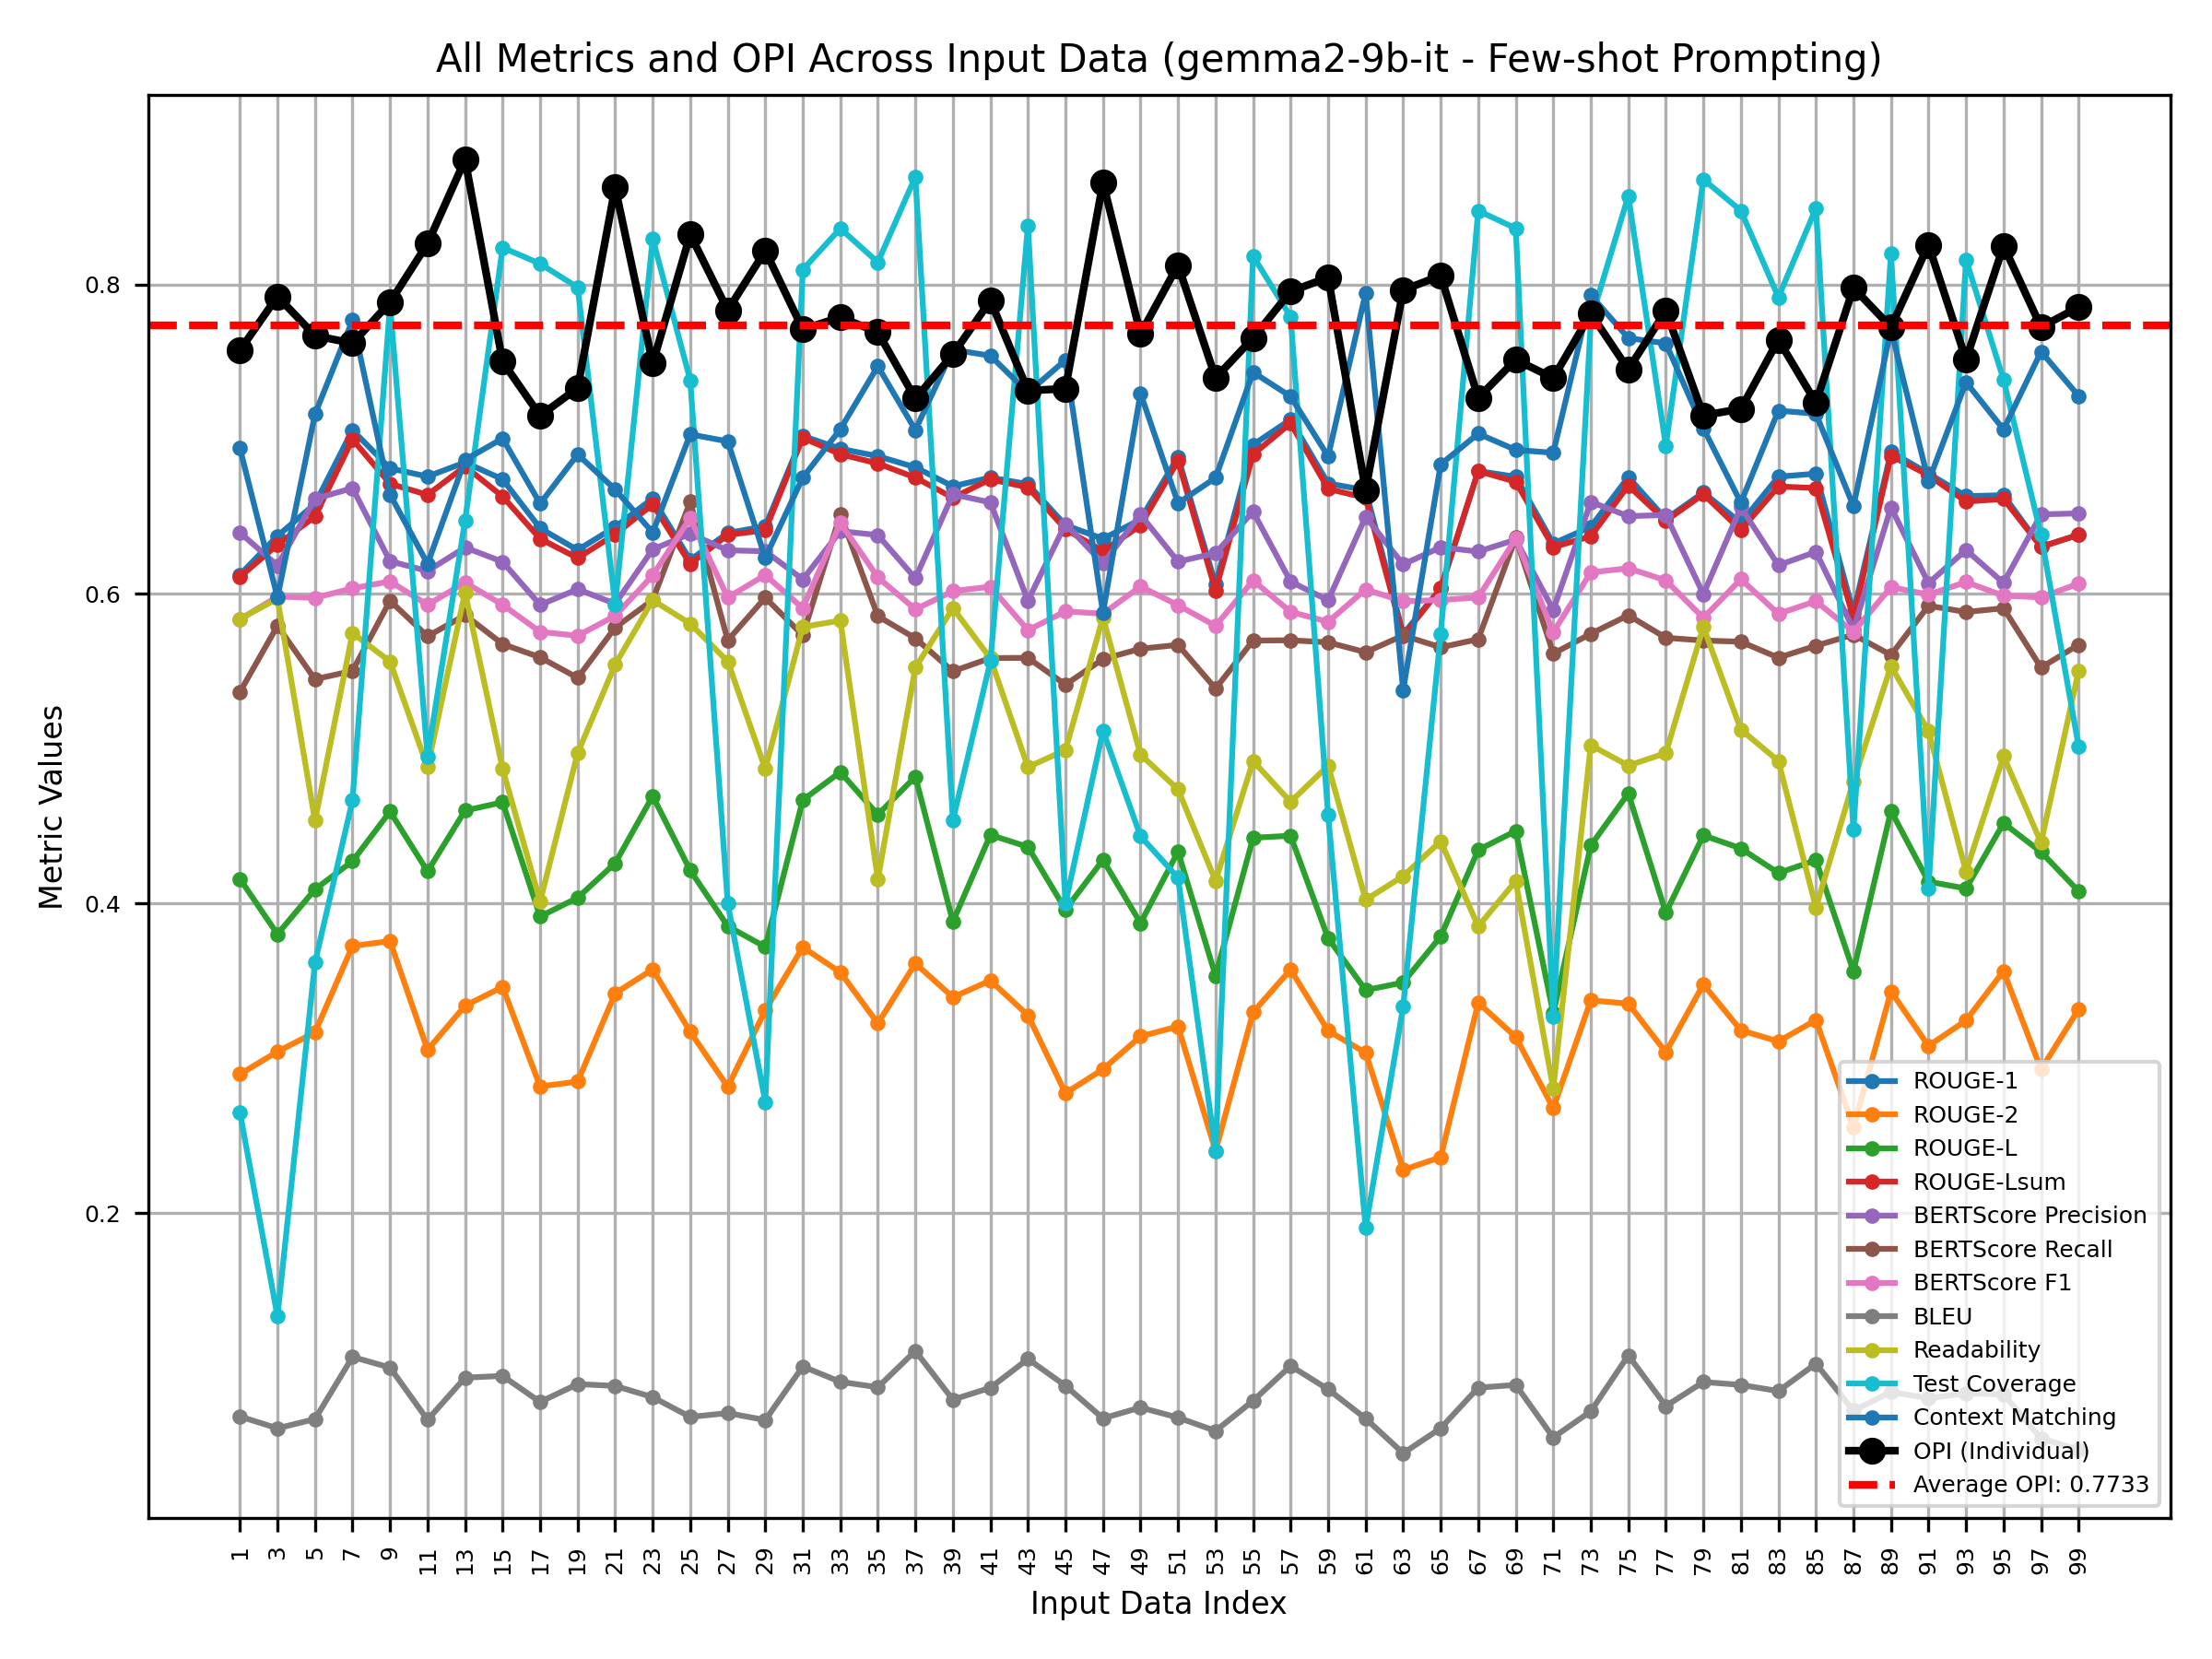 All Metrics and OPI Across Input Data (gemma2-9b-it - Few-shot Prompting)
Metric Values
0.8
0.6
0.4
0.2
ROUGE-1
ROUGE-2
ROUGE-L
ROUGE-Lsum
BERTScore Precision
BERTScore Recall
BERTScore F1
BLEU
Readability
Test Coverage
Context Matching
OPI (Individual)
Average OPI: 0.7733
1 3 5 7 9 11 13 15 17 19 21 23 25 27 29 31 33 35 37 39 41 43 45 47 49 51 53 55 57 59 61 63 65 67 69 71 73 75 77 79 81 83 85 87 89 91 93 95 97 99
Input Data Index